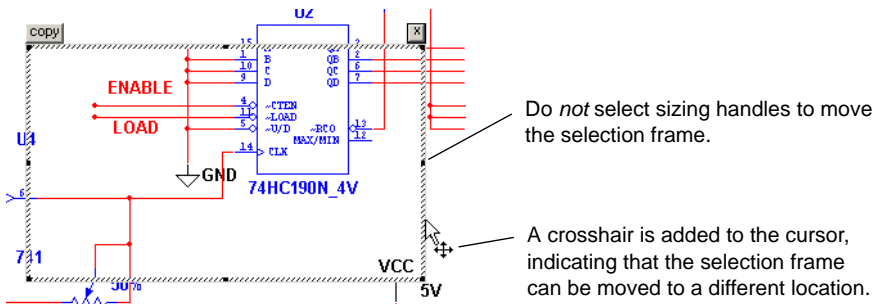 U2
copy
x
15
1
B
QB
2
10
C
QC
6
9
D
QD
7
ENABLE
4
~CTEN
11
~LOAD
LOAD
5
~U/D
~RCO
13
MAX/MIN
12
14
CLK
U4
GND
74HC190N_4V
6
741
VCC
50%
5V
Do not select sizing handles to move
the selection frame.
A crosshair is added to the cursor,
indicating that the selection frame
can be moved to a different location.